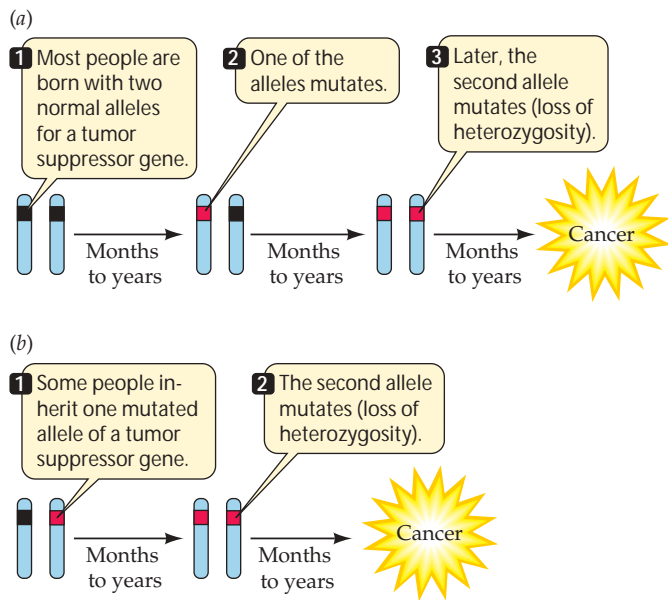 (a)
1 Most people are
born with two
normal alleles
for a tumor
suppressor gene.
2 One of the
alleles mutates.
3 Later, the
second allele
mutates (loss of
heterozygosity).
Months
to years
Months
to years
Months
to years
Cancer
(b)
1 Some people in-
herit one mutated
allele of a tumor
suppressor gene.
2 The second allele
mutates (loss of
heterozygosity).
Months
to years
Months
to years
Cancer